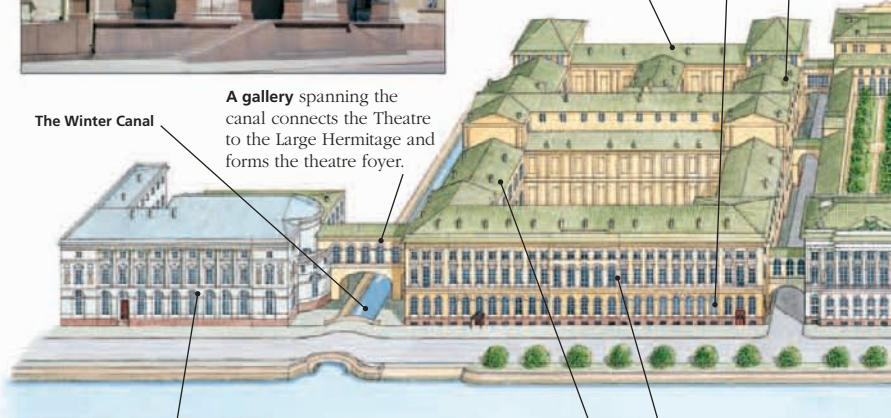 The Winter Canal
A gallery spanning the
canal connects the Theatre
to the Large Hermitage and
forms the theatre foyer.